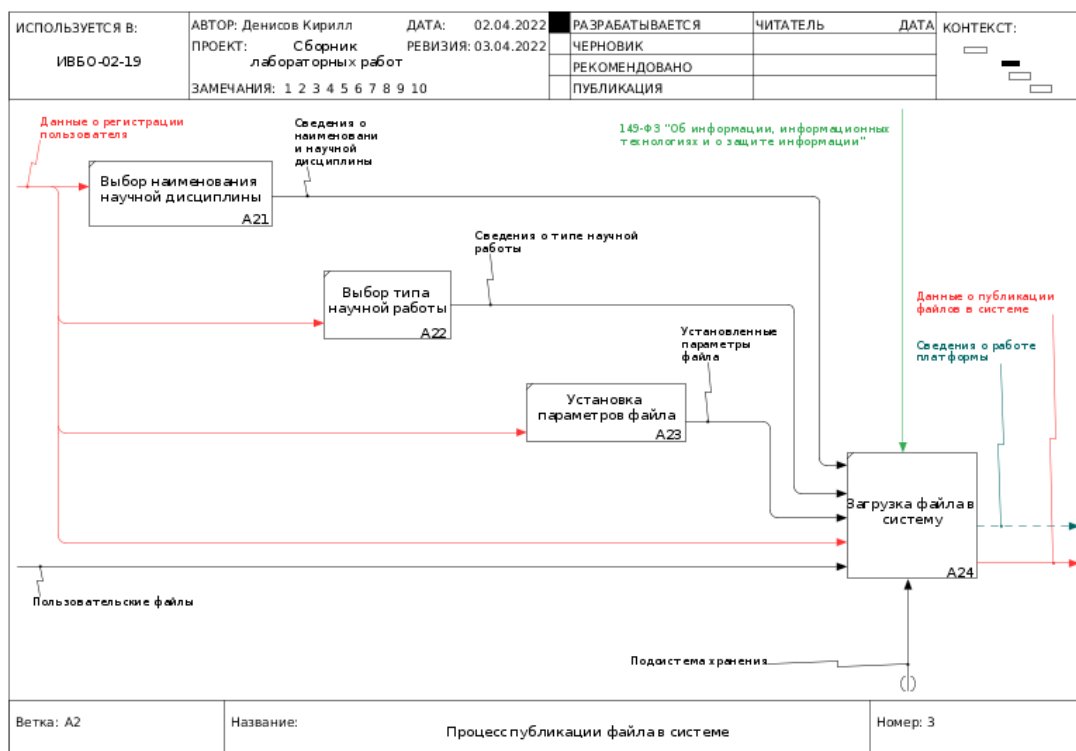 ИСПОЛЬЗУЕТСЯ В:
ИВБО-02-19
АВТОР: Денисов Кирилл
ДАТА: 02.04.2022
ПРОЕКТ: Сборник
лабораторных работ
РЕВИЗИЯ: 03.04.2022
ЗАМЕЧАНИЯ: 1 2 3 4 5 6 7 8 9 10
РАЗРАБАТЫВАЕТСЯ
ЧЕРНОВИК
РЕКОМЕНДОВАНО
ПУБЛИКАЦИЯ
ЧИТАТЕЛЬ
ДАТА
КОНТЕКСТ:
Данные о регистрации
пользователя
Сведения о
наименовани
и научной
дисциплины
149-ФЗ "Об информации, информационных
технологиях и о защите информации"
Выбор наименования
научной дисциплины
A21
Сведения о типе научной
работы
Выбор типа
научной работы
A22
Данные о публикации
файлов в системе
Установленные
параметры
файла
Сведения о работе
платформы
Установка
параметров файла
A23
Загрузка файла в
систему
A24
Пользовательские файлы
Подсистема хранения
Ветка: A2
Название:
Процесс публикации файла в системе
Номер: 3